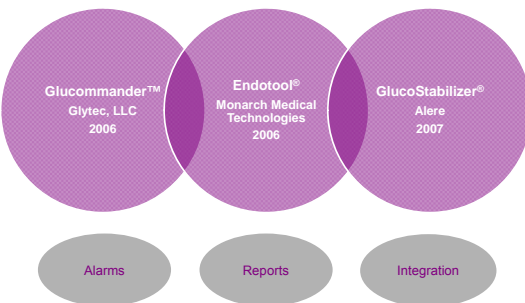 Glucommander™
Glytec, LLC
2006
Endotool®
Monarch Medical
Technologies
2006
GlucoStabilizer®
Alere
2007
Alarms
Reports
Integration